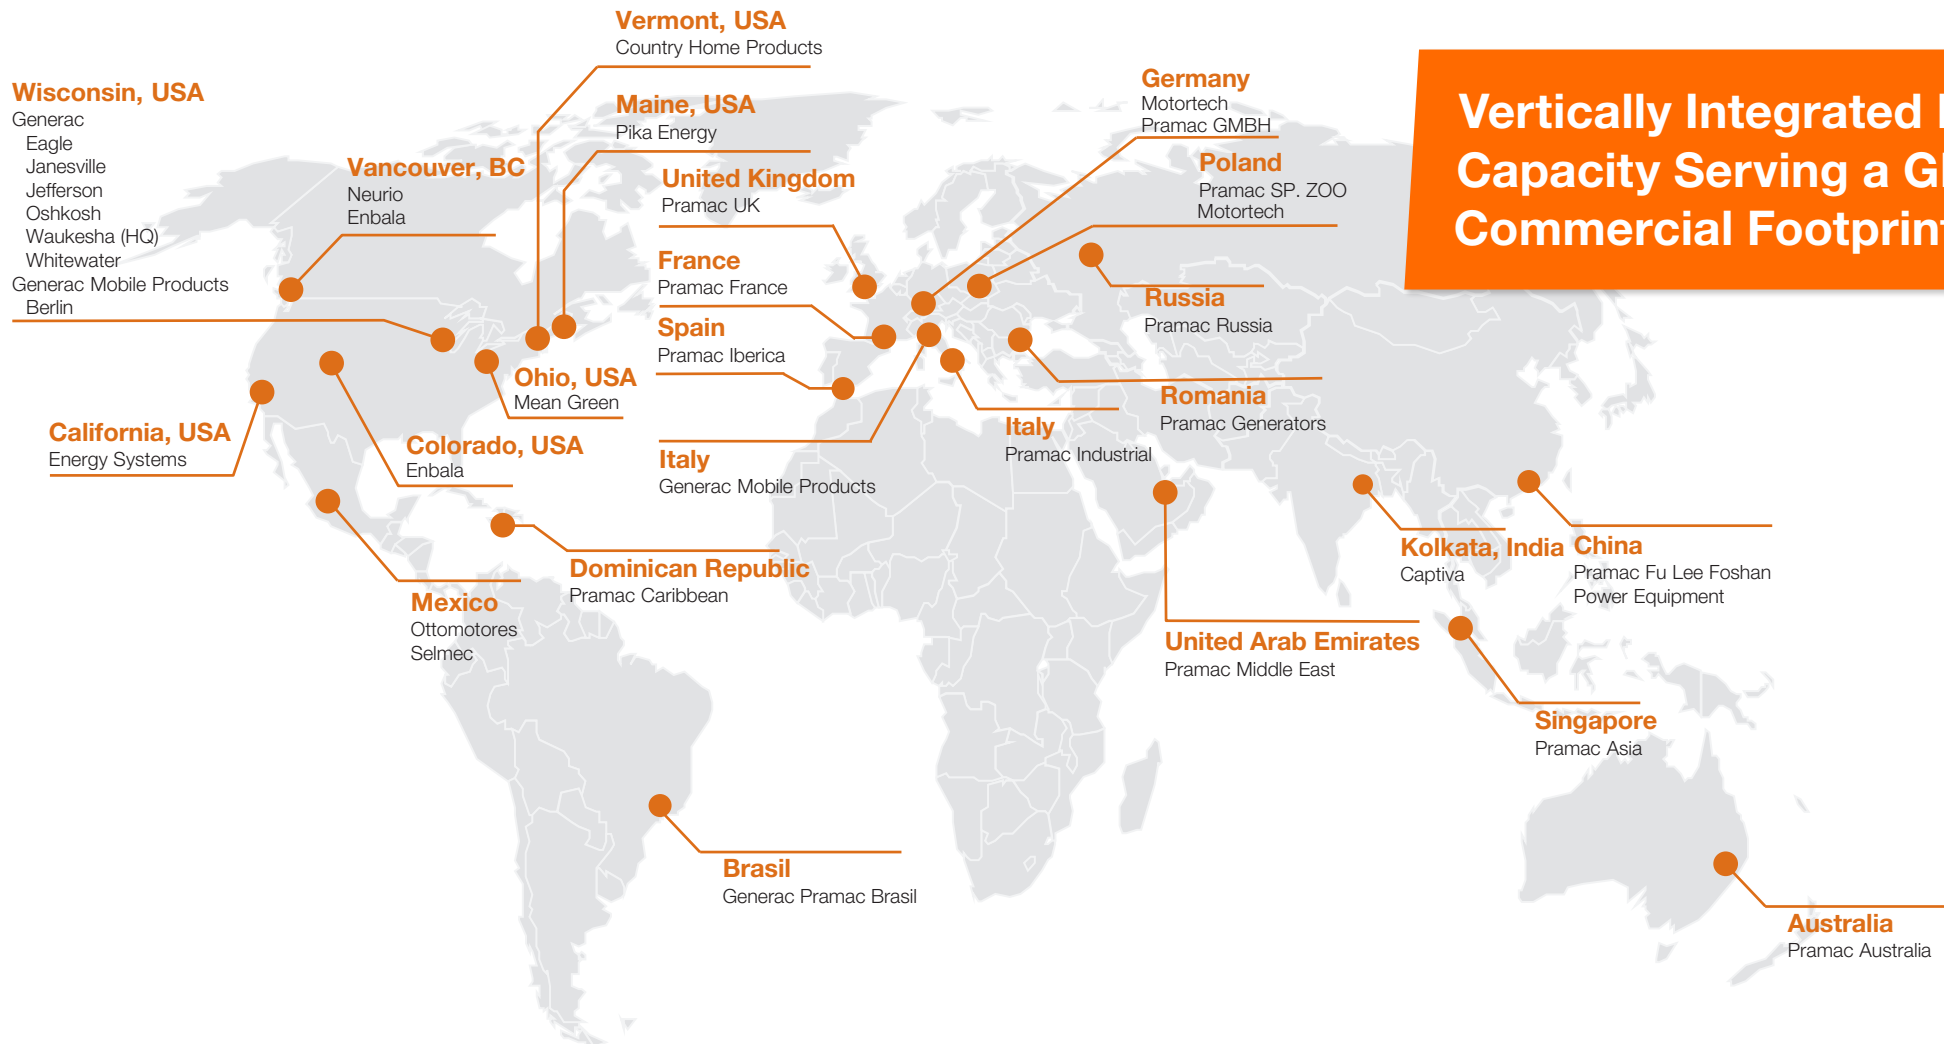 Vermont, USA
Country Home Products
Wisconsin, USA
Generac
Eagle
Janesville
Jefferson
Oshkosh
Waukesha (HQ)
Whitewater
Generac Mobile Products
Berlin
Maine, USA
Pika Energy
Vancouver, BC
Neurio
Enbala
Germany
Motortech
Pramac GMBH
Poland
Pramac SP. ZOO
Motortech
Vertically Integrated
Capacity Serving a
Commercial Footprint
United Kingdom
Pramac UK
France
Pramac France
Spain
Pramac Iberica
Russia
Pramac Russia
Ohio, USA
Mean Green
California, USA
Energy Systems
Colorado, USA
Enbala
Italy
Generac Mobile Products
Italy
Pramac Industrial
Romania
Pramac Generators
Mexico
Ottomotores
Selmec
Dominican Republic
Pramac Caribbean
Kolkata, India
Captiva
China
Pramac Fu Lee Foshan
Power Equipment
United Arab Emirates
Pramac Middle East
Singapore
Pramac Asia
Brasil
Generac Pramac Brasil
Australia
Pramac Australia